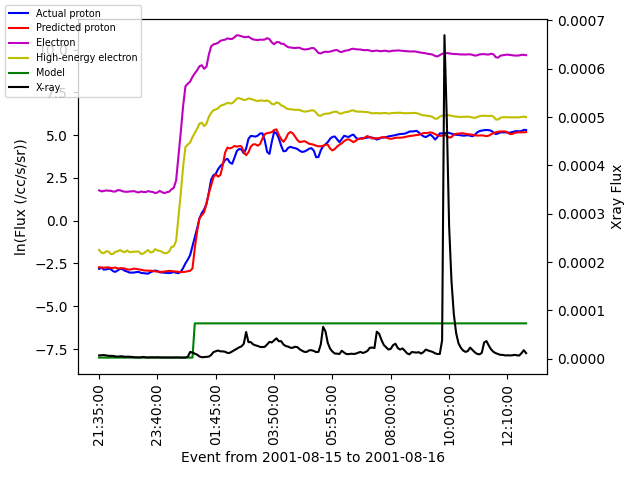 Actual proton
Predicted proton
Electron
High-energy electron
Model
X-ray
10.0
7.5
5.0
2.5
0.0
−2.5
−5.0
−7.5
ln(Flux (/cc/s/sr))
0.0007
0.0006
0.0005
0.0004
0.0003
0.0002
0.0001
0.0000
Xray Flux
21:35:00
23:40:00
01:45:00
03:50:00
05:55:00
08:00:00
10:05:00
12:10:00
Event from 2001-08-15 to 2001-08-16